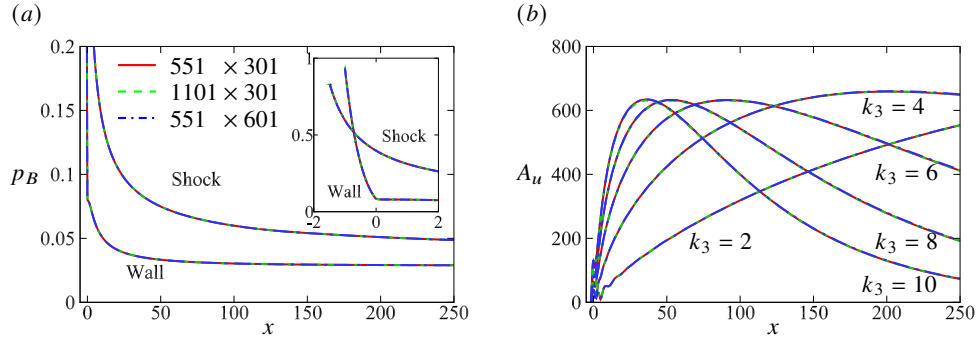 (a)
0.2
0.15
0.1
0.05
0
p_B
551 × 301
1101 × 301
551 × 601
Shock
Wall
1
0.5
0
Shock
Wall
-2 0 2
0 50 100 150 200 250
x
(b)
800
600
400
200
0
A_u
k_3 = 4
k_3 = 6
k_3 = 2
k_3 = 8
k_3 = 10
0 50 100 150 200 250
x